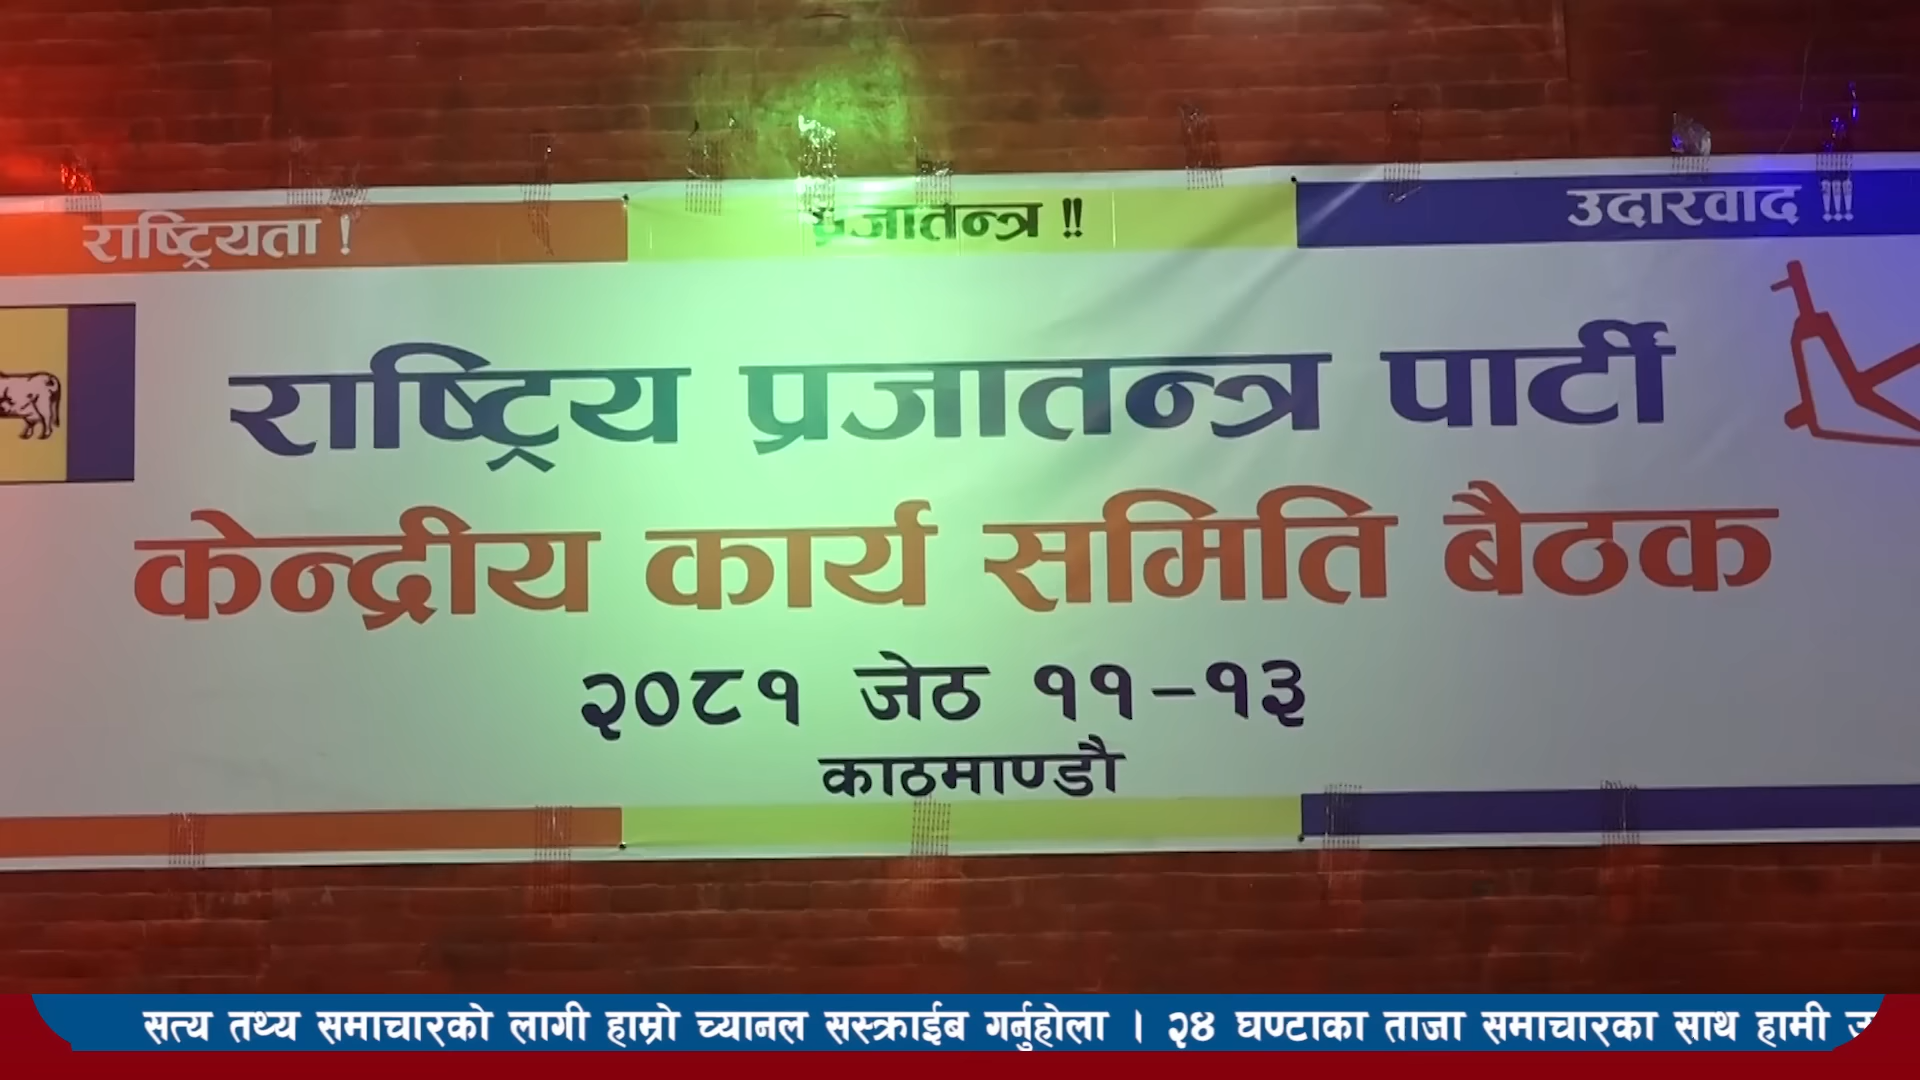 राष्ट्रियता ! प्रजातन्त्र !! उदारवाद !!!
राष्ट्रिय प्रजातन्त्र पार्टी
केन्द्रीय कार्य समिति बैठक
२०८१ जेठ ११-१३
काठमाण्डौ
सत्य तथ्य समाचारको लागी हाम्रो च्यानल सस्क्राईब गर्नुहोला । २४ घण्टाका ताजा समाचारका साथ हामी